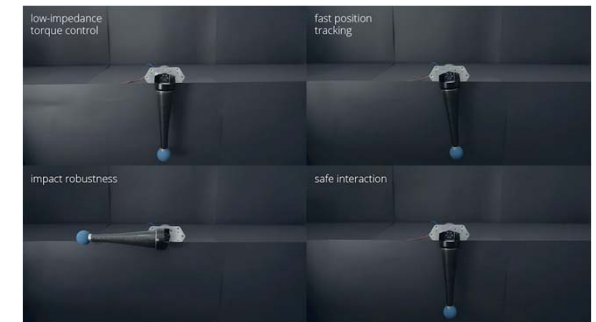 low-impedance
torque control
fast position
tracking
impact robustness
safe interaction